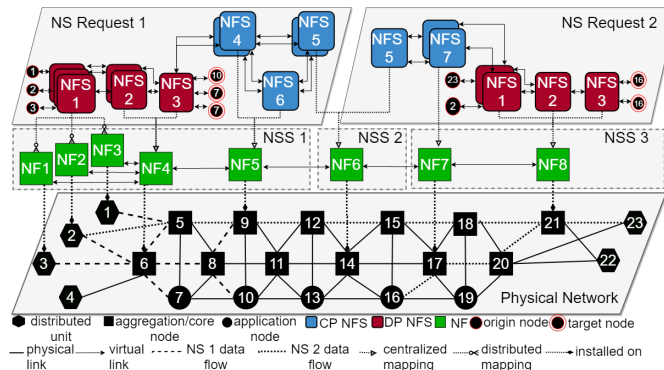 NS Request 1
NS Request 2
NFS 4
NFS 5
NFS 6
1
2
3
NFS 1
NFS 2
NFS 3
10
7
7
NFS 5
NFS 7
23
2
NFS 1
NFS 2
NFS 3
16
16
NSS 1
NSS 2
NSS 3
NF1
NF2
NF3
NF4
NF5
NF6
NF7
NF8
1
2
3
4
5
9
12
15
18
21
23
6
8
11
14
17
20
22
7
10
13
16
19
Physical Network
distributed unit
aggregation/core node
application node
CP NFS
DP NFS
NF
origin node
target node
physical link
virtual link
NS 1 data flow
NS 2 data flow
centralized mapping
distributed mapping
installed on